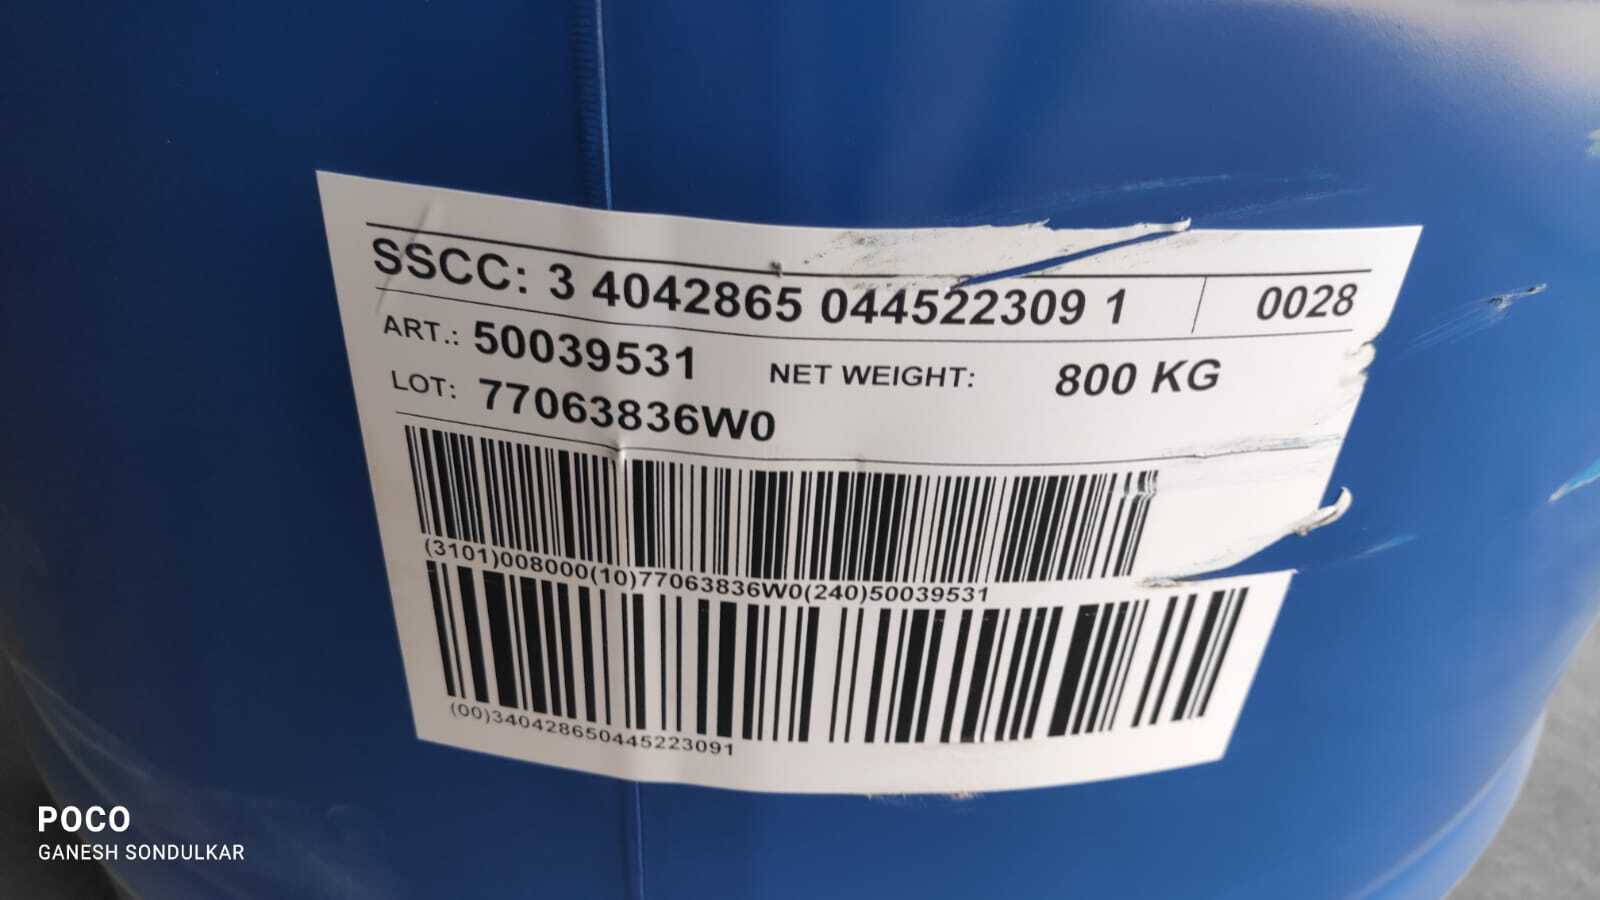 SSCC: 3 4042865 044522309 1 0028
ART.: 50039531 NET WEIGHT: 800 KG
LOT: 77063836W0
(3101)008000(10)77063836W0(240)50039531
(00)340428650445223091
POCO
GANESH SONDULKAR